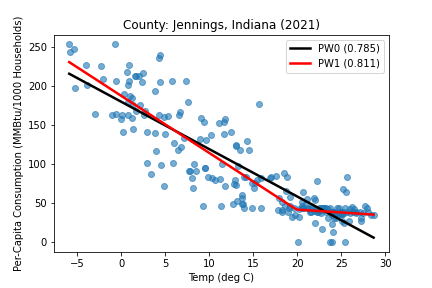 County: Jennings, Indiana (2021)
Per-Capita Consumption (MMBtu/1000 Households)
250
200
150
100
50
0
PW0 (0.785)
PW1 (0.811)
−5 0 5 10 15 20 25 30
Temp (deg C)